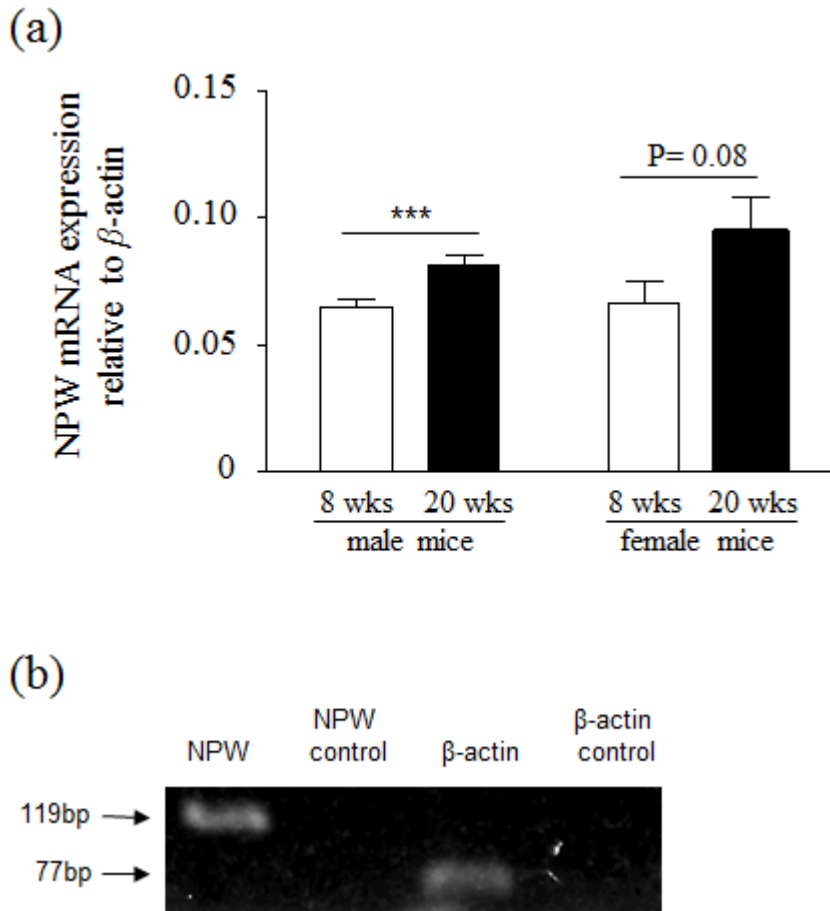 (a)
NPW mRNA expression
relative to β-actin
0.15
0.10
0.05
0
***
P= 0.08
8 wks 20 wks
male mice
8 wks 20 wks
female mice
(b)
NPW
NPW
control
β-actin
β-actin
control
119bp
77bp